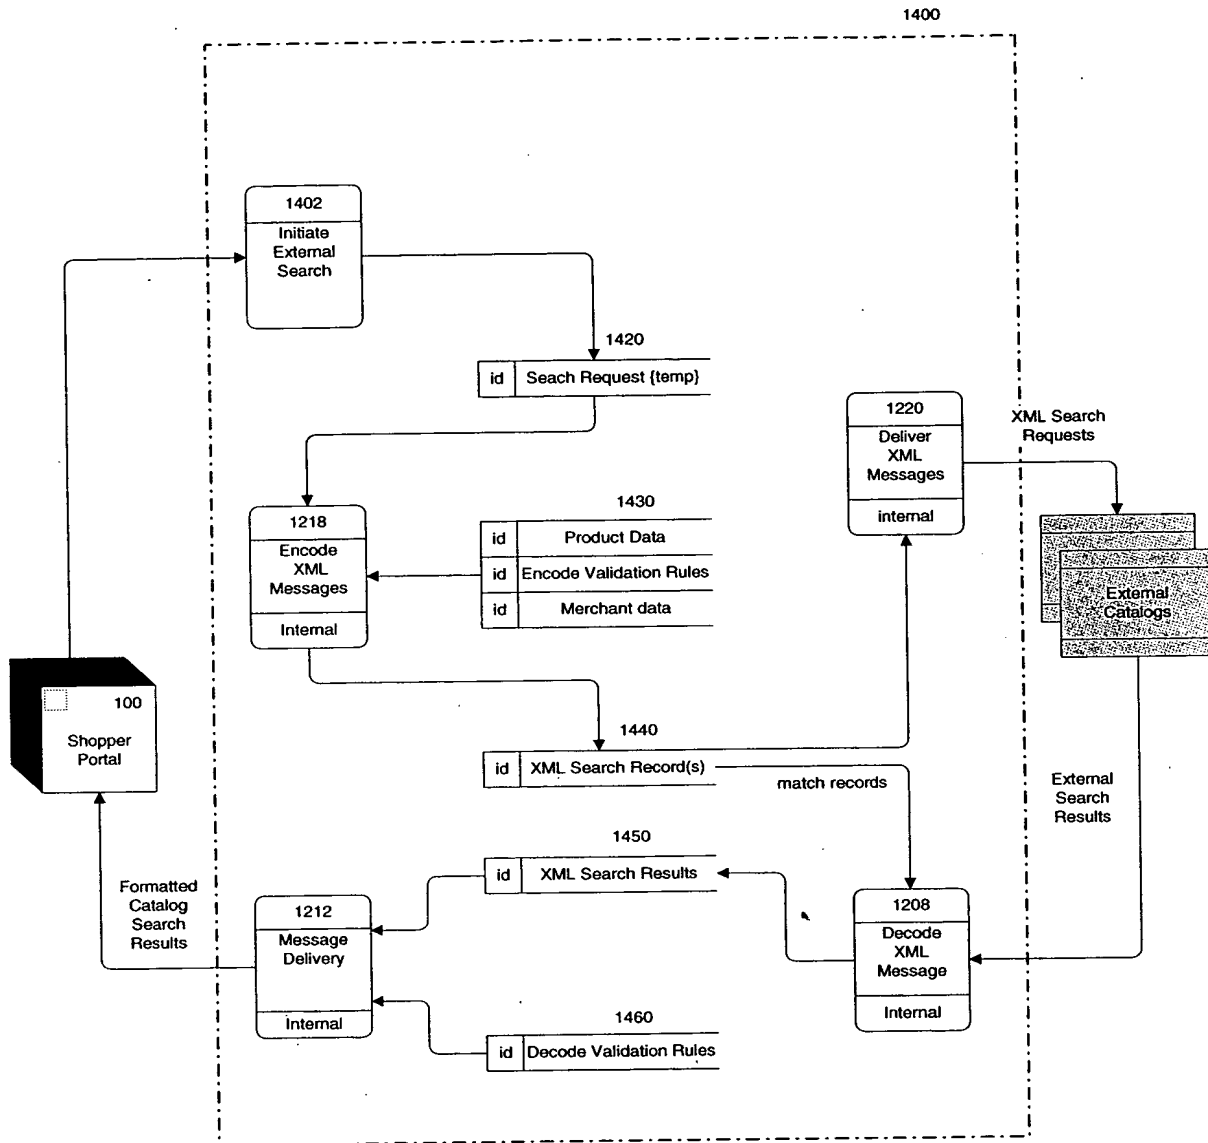 1400
1402
Initiate
External
Search
1420
id Seach Request {temp}
1220
Deliver
XML
Messages
internal
XML Search
Requests
1218
Encode
XML
Messages
Internal
1430
id Product Data
id Encode Validation Rules
id Merchant data
External
Catalogs
100
Shopper
Portal
1440
id XML Search Record(s)
match records
External
Search
Results
1450
id XML Search Results
Formatted
Catalog
Search
Results
1212
Message
Delivery
Internal
1208
Decode
XML
Message
Internal
1460
id Decode Validation Rules